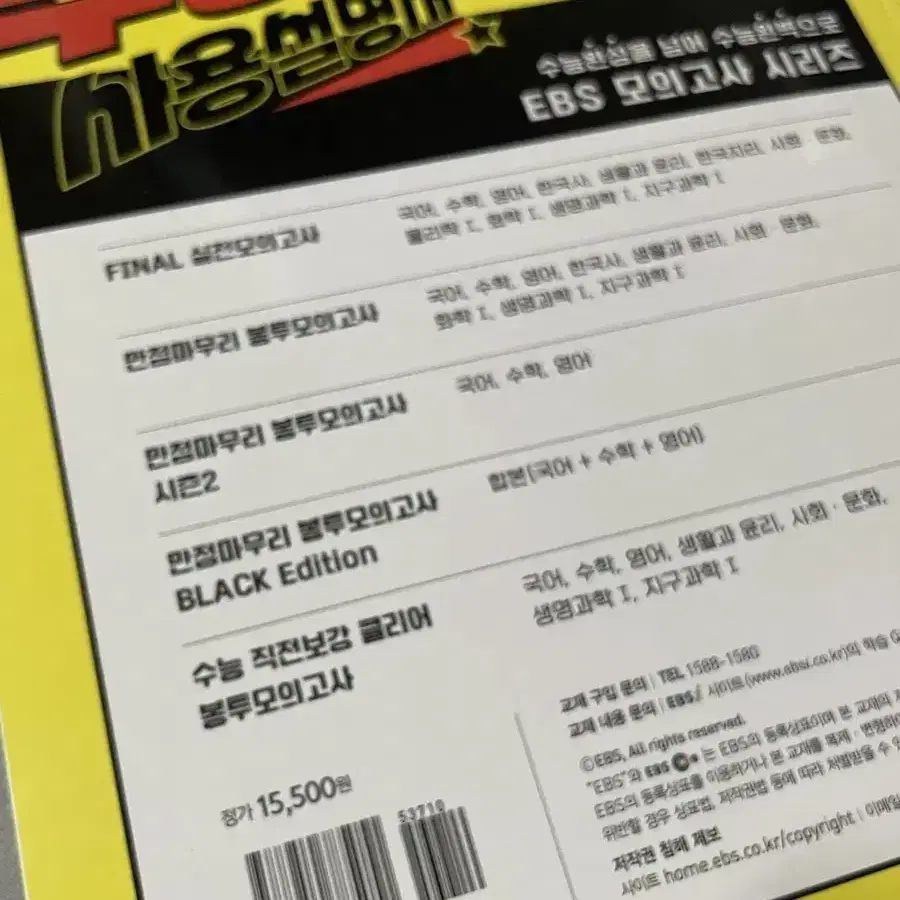 사용설명서
수능완성을 넘어 수능완벽으로
EBS 모의고사 시리즈
FINAL 실전모의고사
국어, 수학, 영어, 한국사, 생활과 윤리, 한국지리, 사회·문화,
물리학Ⅰ, 화학Ⅰ, 생명과학Ⅰ, 지구과학Ⅰ
만점마무리 봉투모의고사
국어, 수학, 영어, 한국사, 생활과 윤리, 사회·문화,
화학Ⅰ, 생명과학Ⅰ, 지구과학Ⅰ
만점마무리 봉투모의고사
시즌2
국어, 수학, 영어
만점마무리 봉투모의고사
BLACK Edition
합본(국어 + 수학 + 영어)
수능 직전보강 클리어
봉투모의고사
국어, 수학, 영어, 생활과 윤리, 사회·문화,
생명과학Ⅰ, 지구과학Ⅰ
교재 구입 문의 | TEL 1588-1580
교재 내용 문의 | EBSi 사이트(www.ebsi.co.kr)의 학습
©EBS, All rights reserved.
"EBS"와 EBS 는 EBS의 등록상표이며 본 교재의
EBS의 등록상표를 이용하거나 본 교재를 복제·변형하
위반할 경우 상표법, 저작권법 등에 따라 처벌받을 수
저작권 침해 제보
사이트 home.ebs.co.kr/copyright | 이메일
정가 15,500원
53710